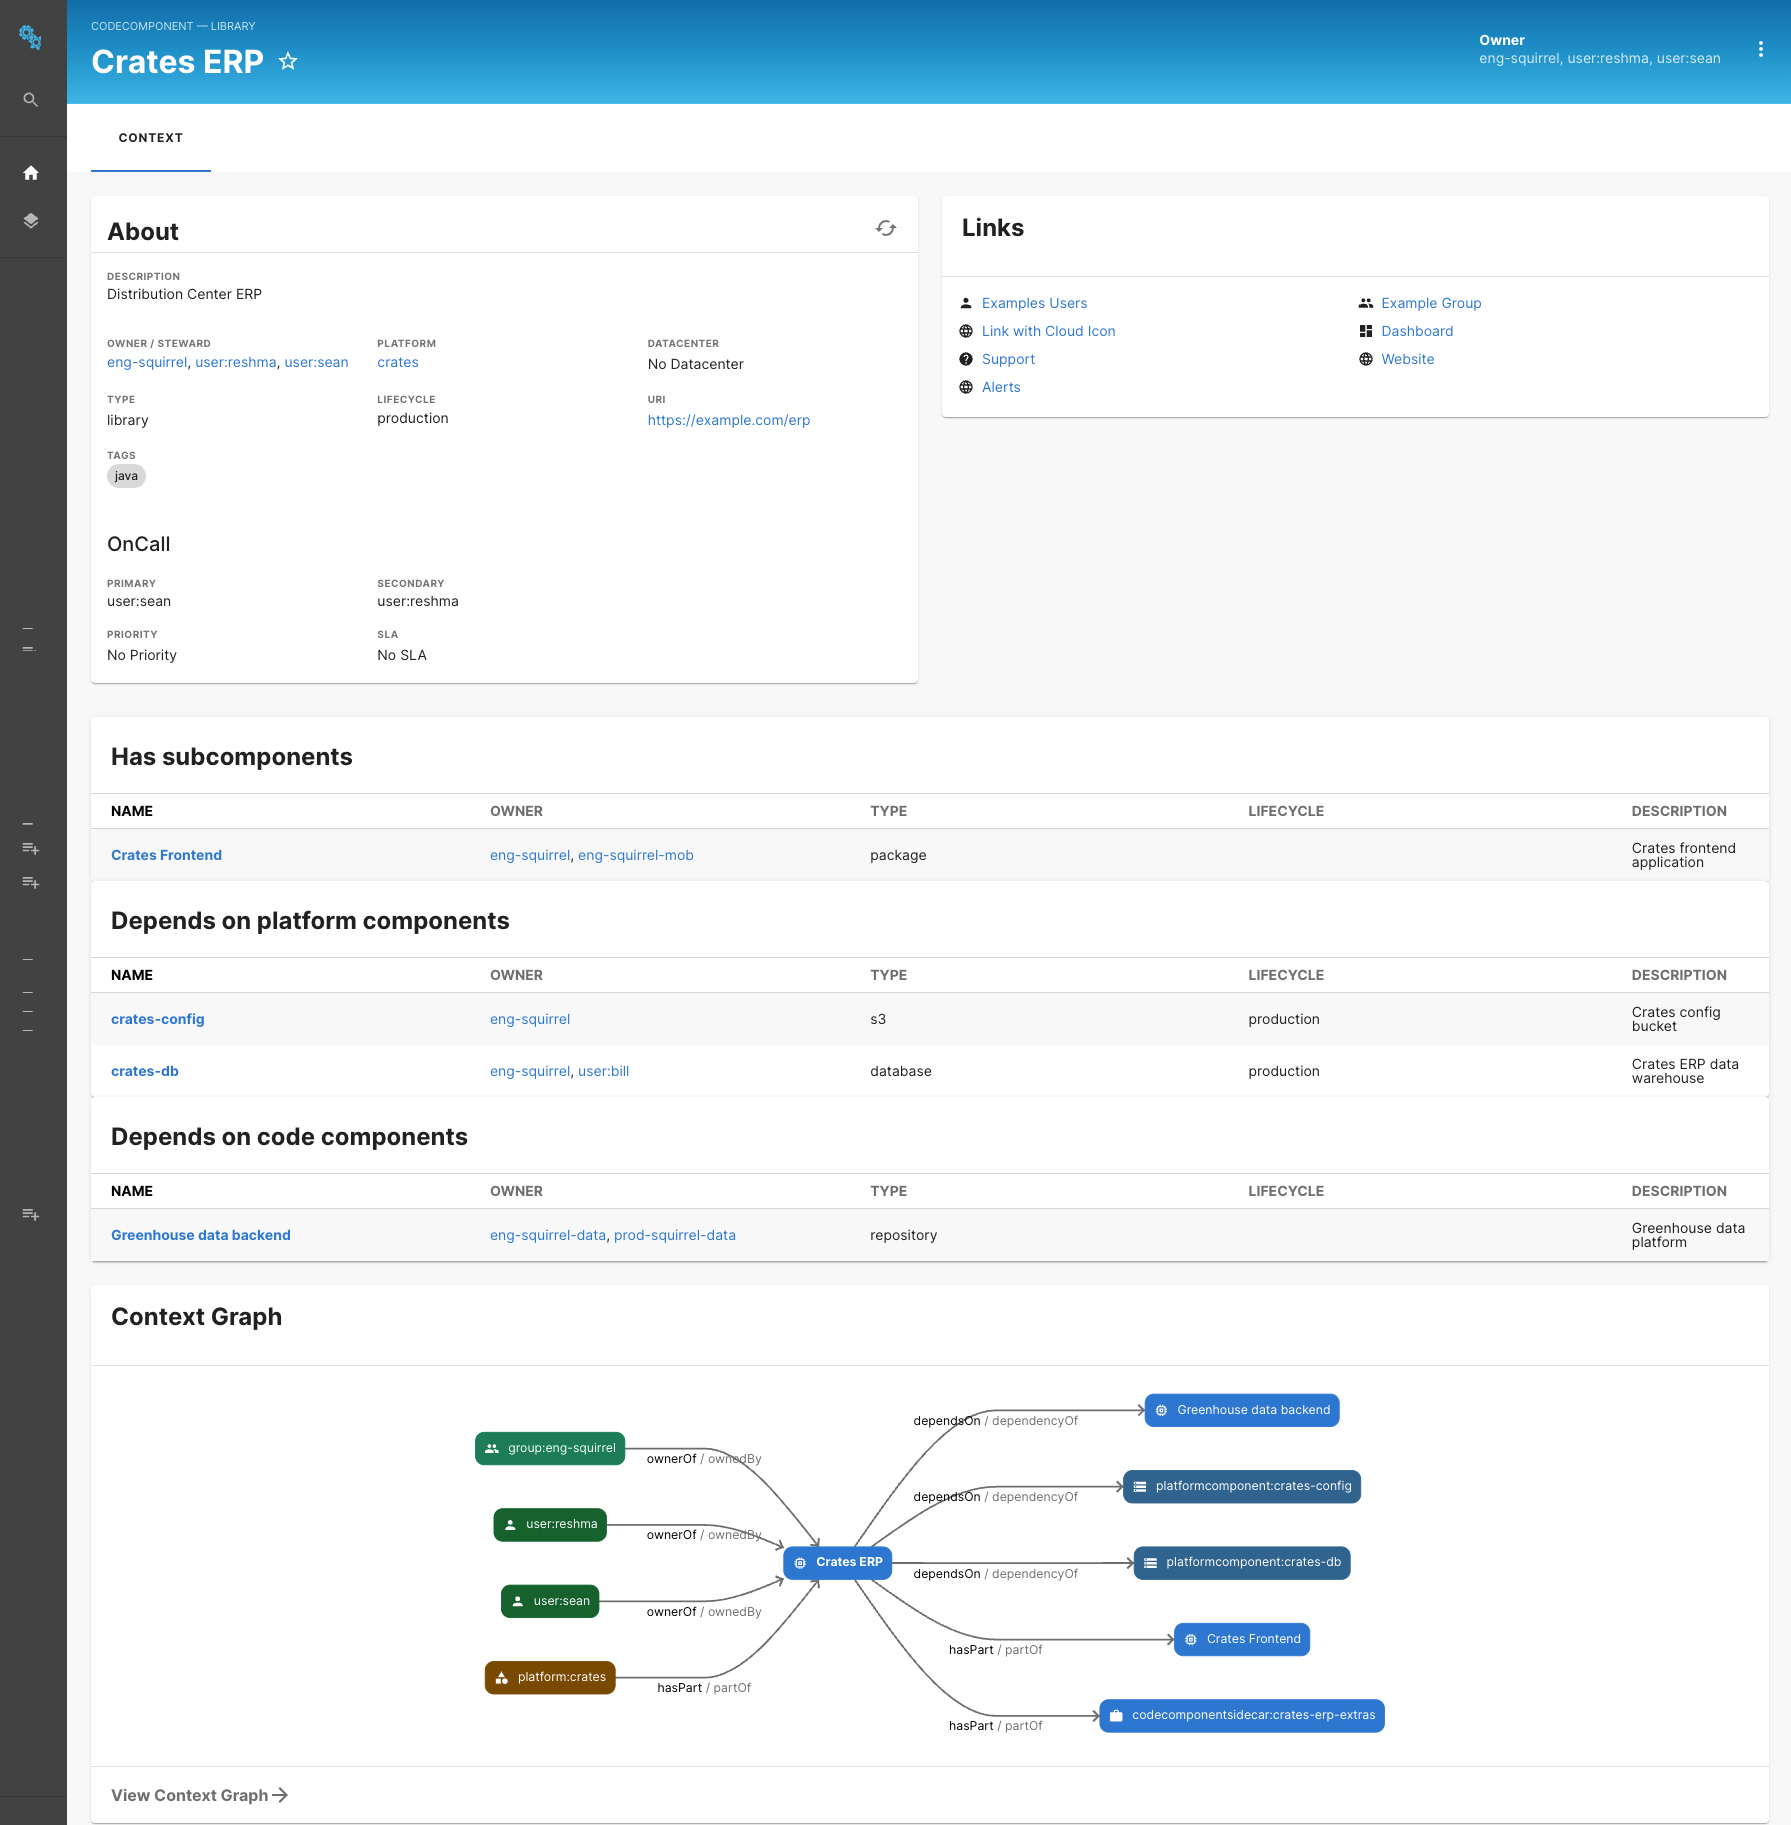 CODECOMPONENT — LIBRARY
Crates ERP
Owner
eng-squirrel, user:reshma, user:sean
CONTEXT
About
DESCRIPTION
Distribution Center ERP
OWNER / STEWARD
eng-squirrel, user:reshma, user:sean
PLATFORM
crates
DATACENTER
No Datacenter
TYPE
library
LIFECYCLE
production
URI
https://example.com/erp
TAGS
java
OnCall
PRIMARY
user:sean
SECONDARY
user:reshma
PRIORITY
No Priority
SLA
No SLA
Links
Examples Users
Example Group
Link with Cloud Icon
Dashboard
Support
Website
Alerts
Has subcomponents
NAME OWNER TYPE LIFECYCLE DESCRIPTION
Crates Frontend eng-squirrel, eng-squirrel-mob package Crates frontend
application
Depends on platform components
NAME OWNER TYPE LIFECYCLE DESCRIPTION
crates-config eng-squirrel s3 production Crates config
bucket
crates-db eng-squirrel, user:bill database production Crates ERP data
warehouse
Depends on code components
NAME OWNER TYPE LIFECYCLE DESCRIPTION
Greenhouse data backend eng-squirrel-data, prod-squirrel-data repository Greenhouse data
platform
Context Graph
group:eng-squirrel
ownerOf / ownedBy
user:reshma
ownerOf / ownedBy
user:sean
ownerOf / ownedBy
platform:crates
hasPart / partOf
Crates ERP
dependsOn / dependencyOf
Greenhouse data backend
dependsOn / dependencyOf
platformcomponent:crates-config
dependsOn / dependencyOf
platformcomponent:crates-db
hasPart / partOf
Crates Frontend
hasPart / partOf
codecomponentsidecar:crates-erp-extras
View Context Graph